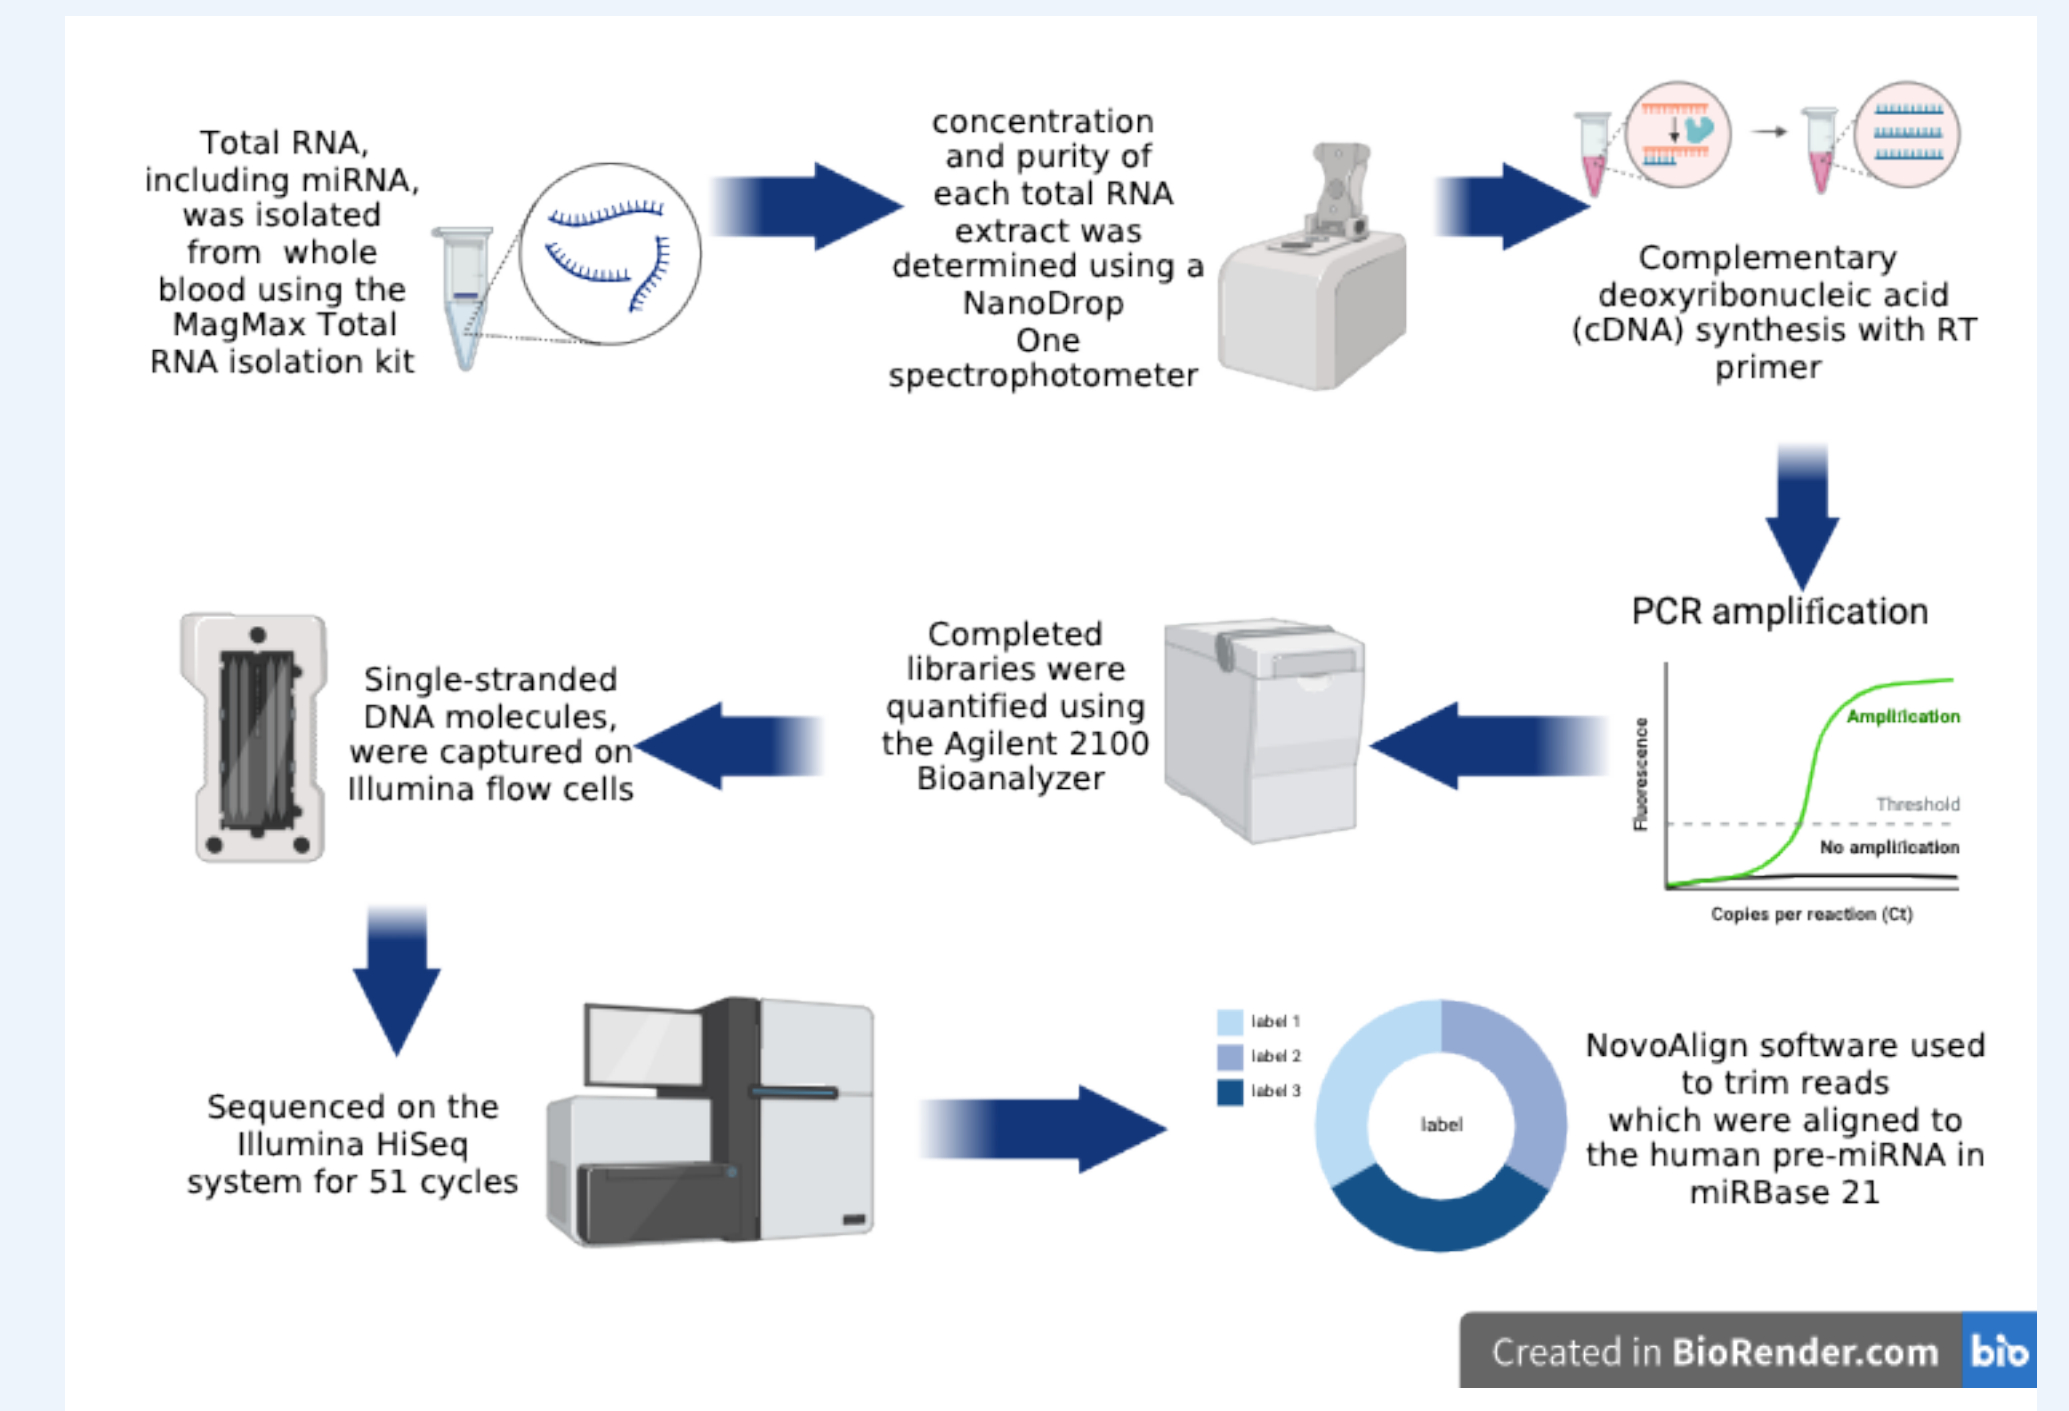 Total RNA,
including miRNA,
was isolated
from whole
blood using the
MagMax Total
RNA isolation kit
concentration
and purity of
each total RNA
extract was
determined using a
NanoDrop
One
spectrophotometer
Complementary
deoxyribonucleic acid
(cDNA) synthesis with RT
primer
PCR amplification
Fluorescence
Amplification
Threshold
No amplification
Copies per reaction (Ct)
Completed
libraries were
quantified using
the Agilent 2100
Bioanalyzer
Single-stranded
DNA molecules,
were captured on
Illumina flow cells
Sequenced on the
Illumina HiSeq
system for 51 cycles
label 1
label 2
label 3
label
NovoAlign software used
to trim reads
which were aligned to
the human pre-miRNA in
miRBase 21
Created in BioRender.com bio